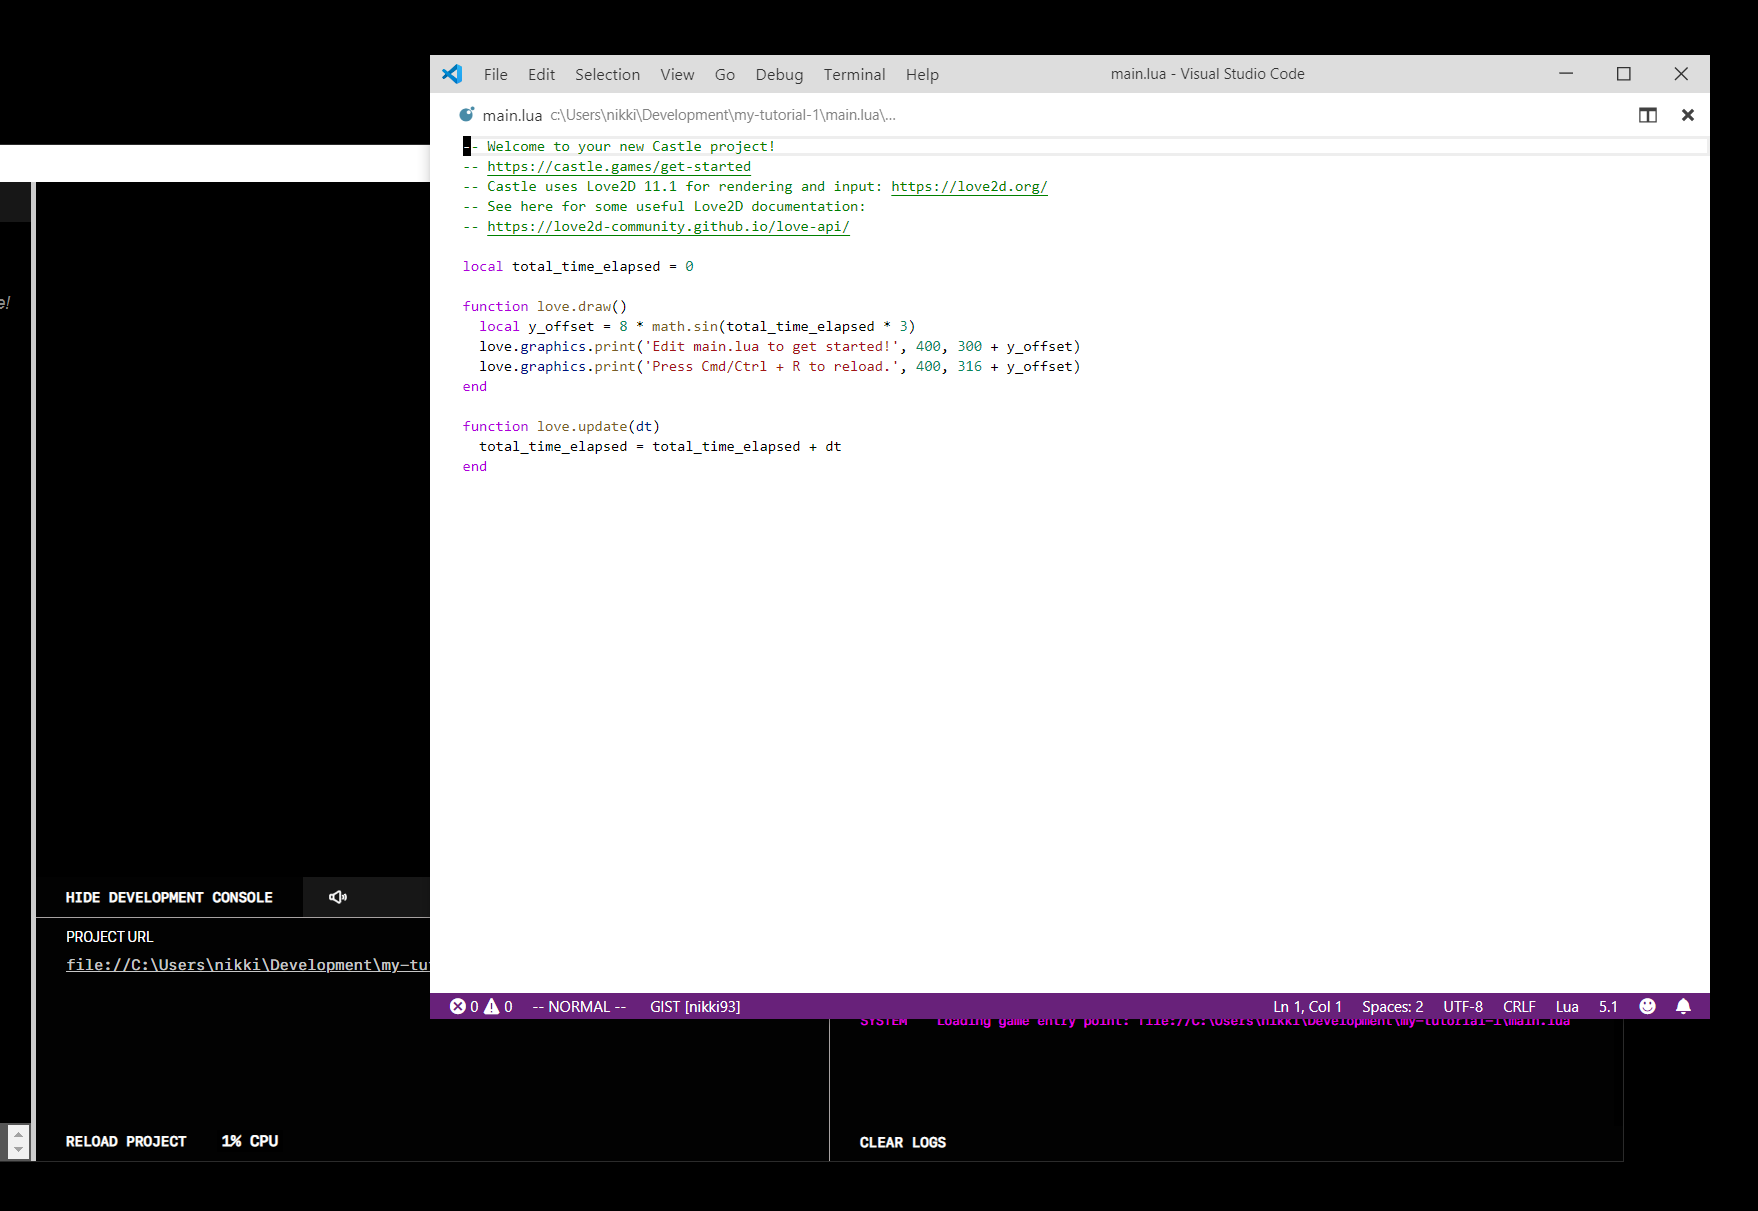 File Edit Selection View Go Debug Terminal Help
main.lua - Visual Studio Code
main.lua c:\Users\nikki\Development\my-tutorial-1\main.lua\...
-- Welcome to your new Castle project!
-- https://castle.games/get-started
-- Castle uses Love2D 11.1 for rendering and input: https://love2d.org/
-- See here for some useful Love2D documentation:
-- https://love2d-community.github.io/love-api/
local total_time_elapsed = 0
function love.draw()
local y_offset = 8 * math.sin(total_time_elapsed * 3)
love.graphics.print('Edit main.lua to get started!', 400, 300 + y_offset)
love.graphics.print('Press Cmd/Ctrl + R to reload.', 400, 316 + y_offset)
end
function love.update(dt)
total_time_elapsed = total_time_elapsed + dt
end
e!
HIDE DEVELOPMENT CONSOLE
PROJECT URL
file://C:\Users\nikki\Development\my-tu
0 0 -- NORMAL -- GIST [nikki93]
Ln 1, Col 1 Spaces: 2 UTF-8 CRLF Lua 5.1
SYSTEM Loading game entry point: file://C:\Users\nikki\Development\my-tutorial-1\main.lua
RELOAD PROJECT 1% CPU
CLEAR LOGS